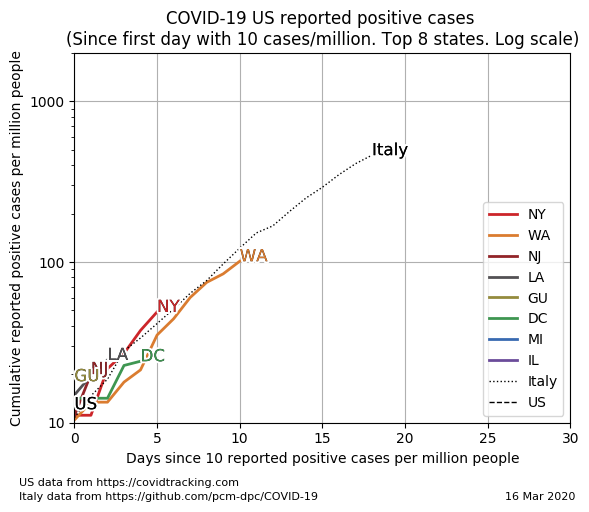 COVID-19 US reported positive cases
(Since first day with 10 cases/million. Top 8 states. Log scale)
Cumulative reported positive cases per million people
1000
100
10
Italy
WA
NY
LA
DC
NJ
GU
US
NY
WA
NJ
LA
GU
DC
MI
IL
Italy
US
0 5 10 15 20 25 30
Days since 10 reported positive cases per million people
US data from https://covidtracking.com
Italy data from https://github.com/pcm-dpc/COVID-19
16 Mar 2020